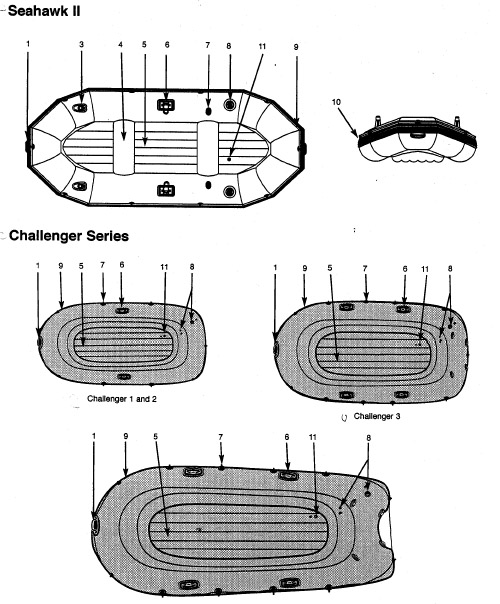 Seahawk II
1 3 4 5 6 7 8 11 9
10
Challenger Series
1 9 7 6 5 11 8
1 9 5 7 6 11 8
Challenger 1 and 2
Challenger 3
1 9 5 7 6 11 8